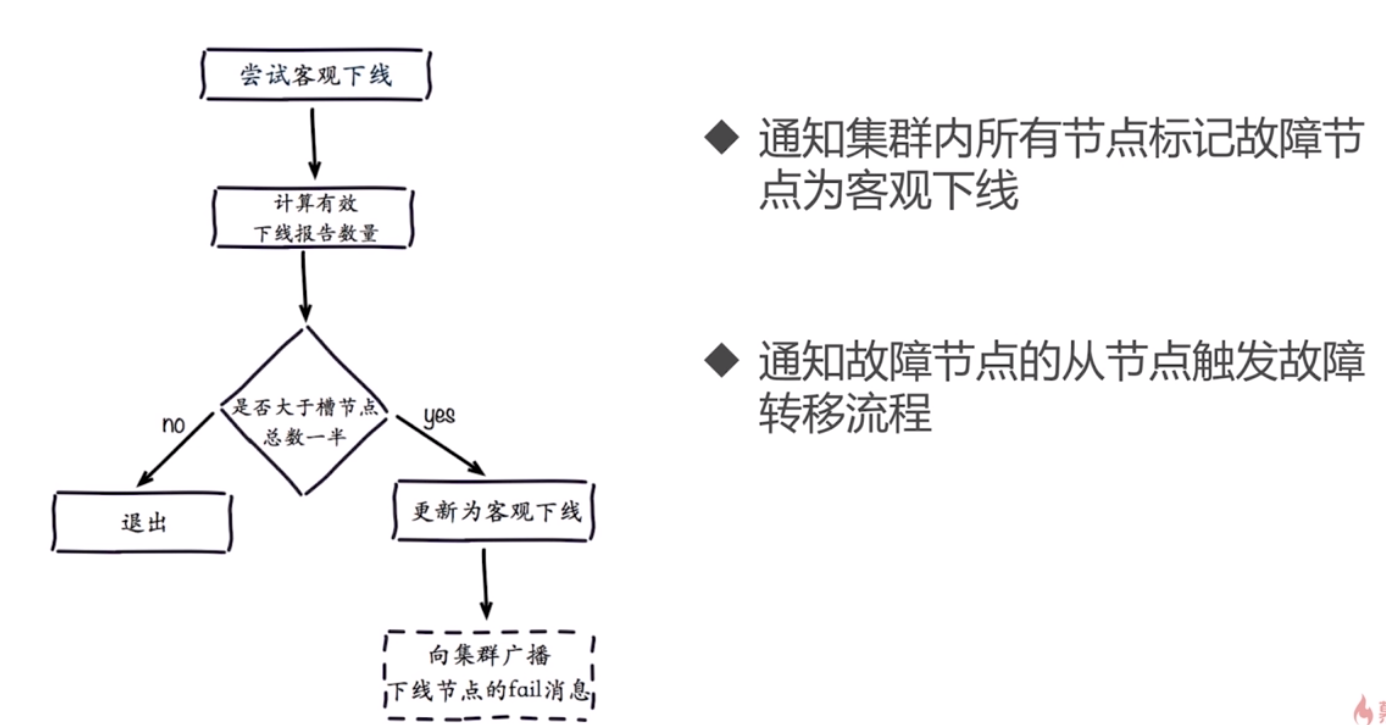 尝试客观下线
计算有效
下线报告数量
是否大于槽节点
总数一半
no
yes
退出
更新为客观下线
向集群广播
下线节点的fail消息
◆ 通知集群内所有节点标记故障节
点为客观下线
◆ 通知故障节点的从节点触发故障
转移流程